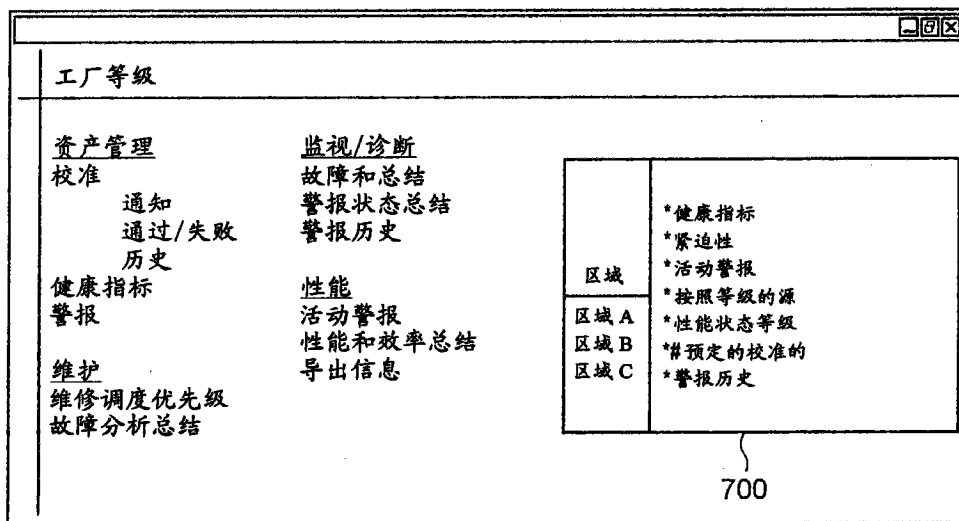 工厂等级
资产管理
校准
通知
通过/失败
历史
健康指标
警报
维护
维修调度优先级
故障分析总结
监视/诊断
故障和总结
警报状态总结
警报历史
性能
活动警报
性能和效率总结
导出信息
区域
区域 A
区域 B
区域 C
*健康指标
*紧迫性
*活动警报
*按照等级的源
*性能状态等级
*#预定的校准的
*警报历史
700